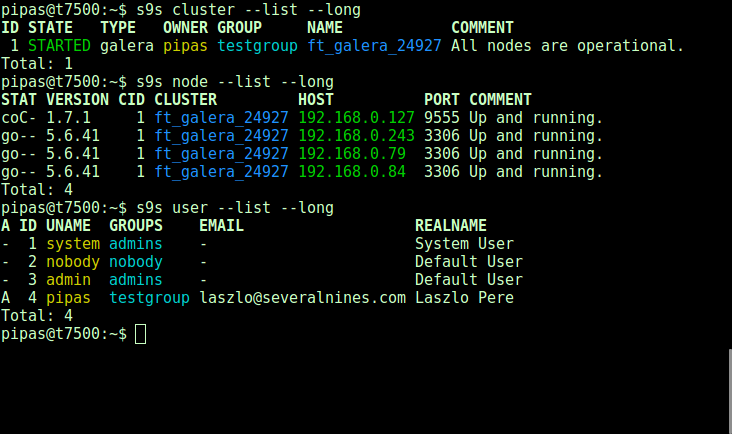 pipas@t7500:~$ s9s cluster --list --long
ID STATE   TYPE   OWNER GROUP     NAME            COMMENT
 1 STARTED galera pipas testgroup ft_galera_24927 All nodes are operational.
Total: 1
pipas@t7500:~$ s9s node --list --long
STAT VERSION CID CLUSTER         HOST          PORT COMMENT
coC- 1.7.1     1 ft_galera_24927 192.168.0.127 9555 Up and running.
go-- 5.6.41    1 ft_galera_24927 192.168.0.243 3306 Up and running.
go-- 5.6.41    1 ft_galera_24927 192.168.0.79  3306 Up and running.
go-- 5.6.41    1 ft_galera_24927 192.168.0.84  3306 Up and running.
Total: 4
pipas@t7500:~$ s9s user --list --long
A ID UNAME  GROUPS    EMAIL                   REALNAME
-  1 system admins    -                       System User
-  2 nobody nobody    -                       Default User
-  3 admin  admins    -                       Default User
A  4 pipas  testgroup laszlo@severalnines.com Laszlo Pere
Total: 4
pipas@t7500:~$